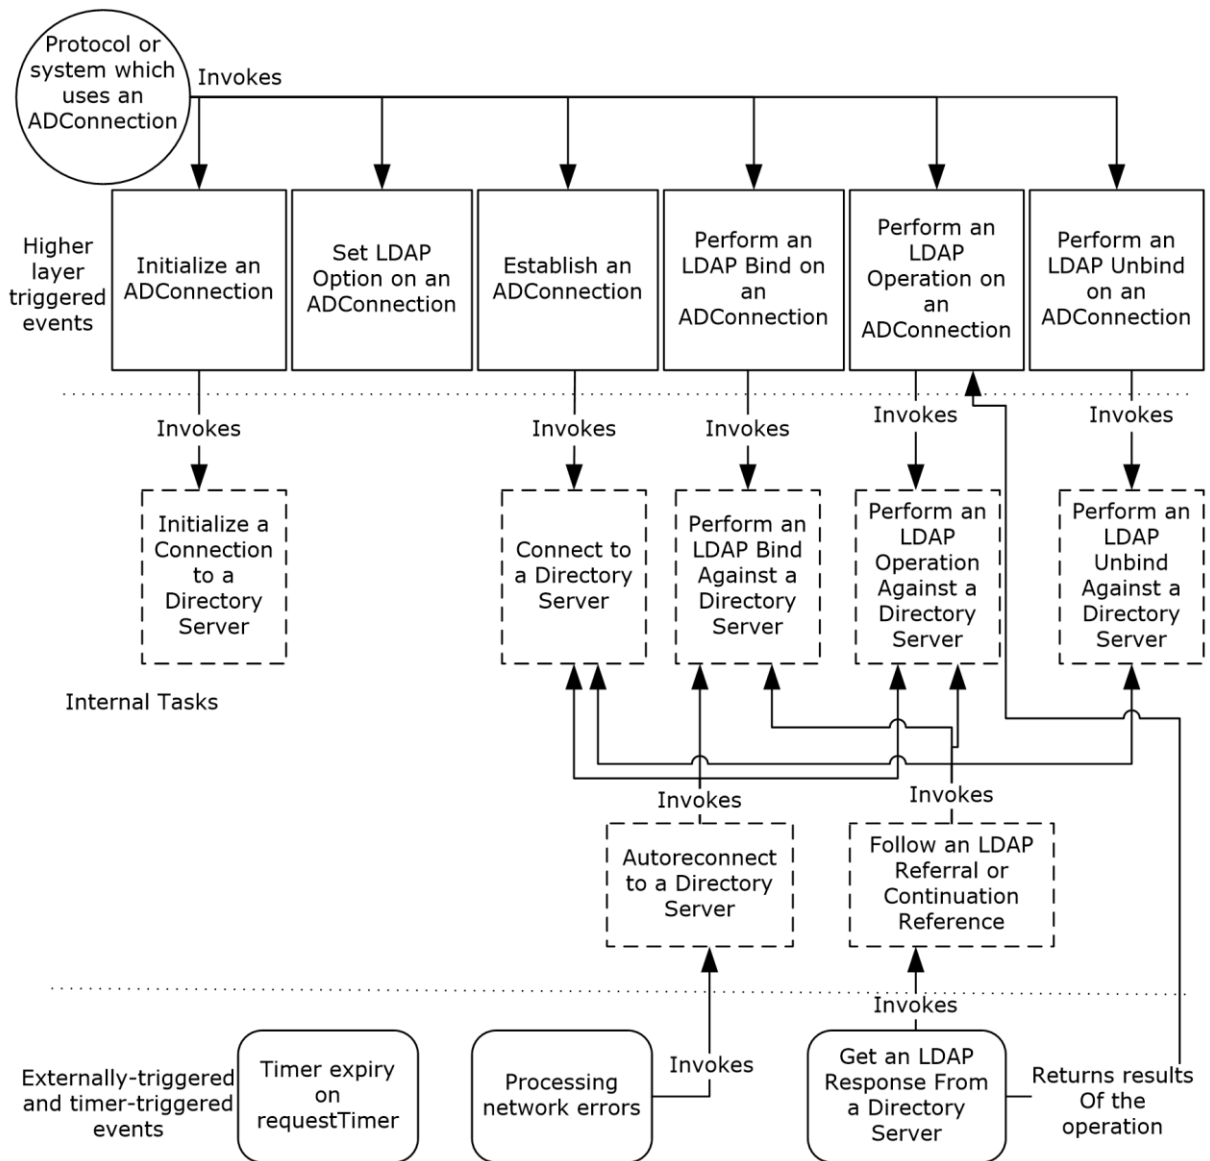 Protocol or
system which
uses an
ADConnection
Invokes
Higher
layer
triggered
events
Initialize an
ADConnection
Set LDAP
Option on an
ADConnection
Establish an
ADConnection
Perform an
LDAP Bind on
an
ADConnection
Perform an
LDAP
Operation on
an
ADConnection
Perform an
LDAP Unbind
on an
ADConnection
Invokes
Invokes
Invokes
Invokes
Invokes
Initialize a
Connection
to a
Directory
Server
Connect to
a Directory
Server
Perform an
LDAP Bind
Against a
Directory
Server
Perform an
LDAP
Operation
Against a
Directory
Server
Perform an
LDAP
Unbind
Against a
Directory
Server
Internal Tasks
Invokes
Invokes
Autoreconnect
to a Directory
Server
Follow an LDAP
Referral or
Continuation
Reference
Invokes
Externally-triggered
and timer-triggered
events
Timer expiry
on
requestTimer
Processing
network errors
Invokes
Get an LDAP
Response From
a Directory
Server
Returns results
Of the
operation